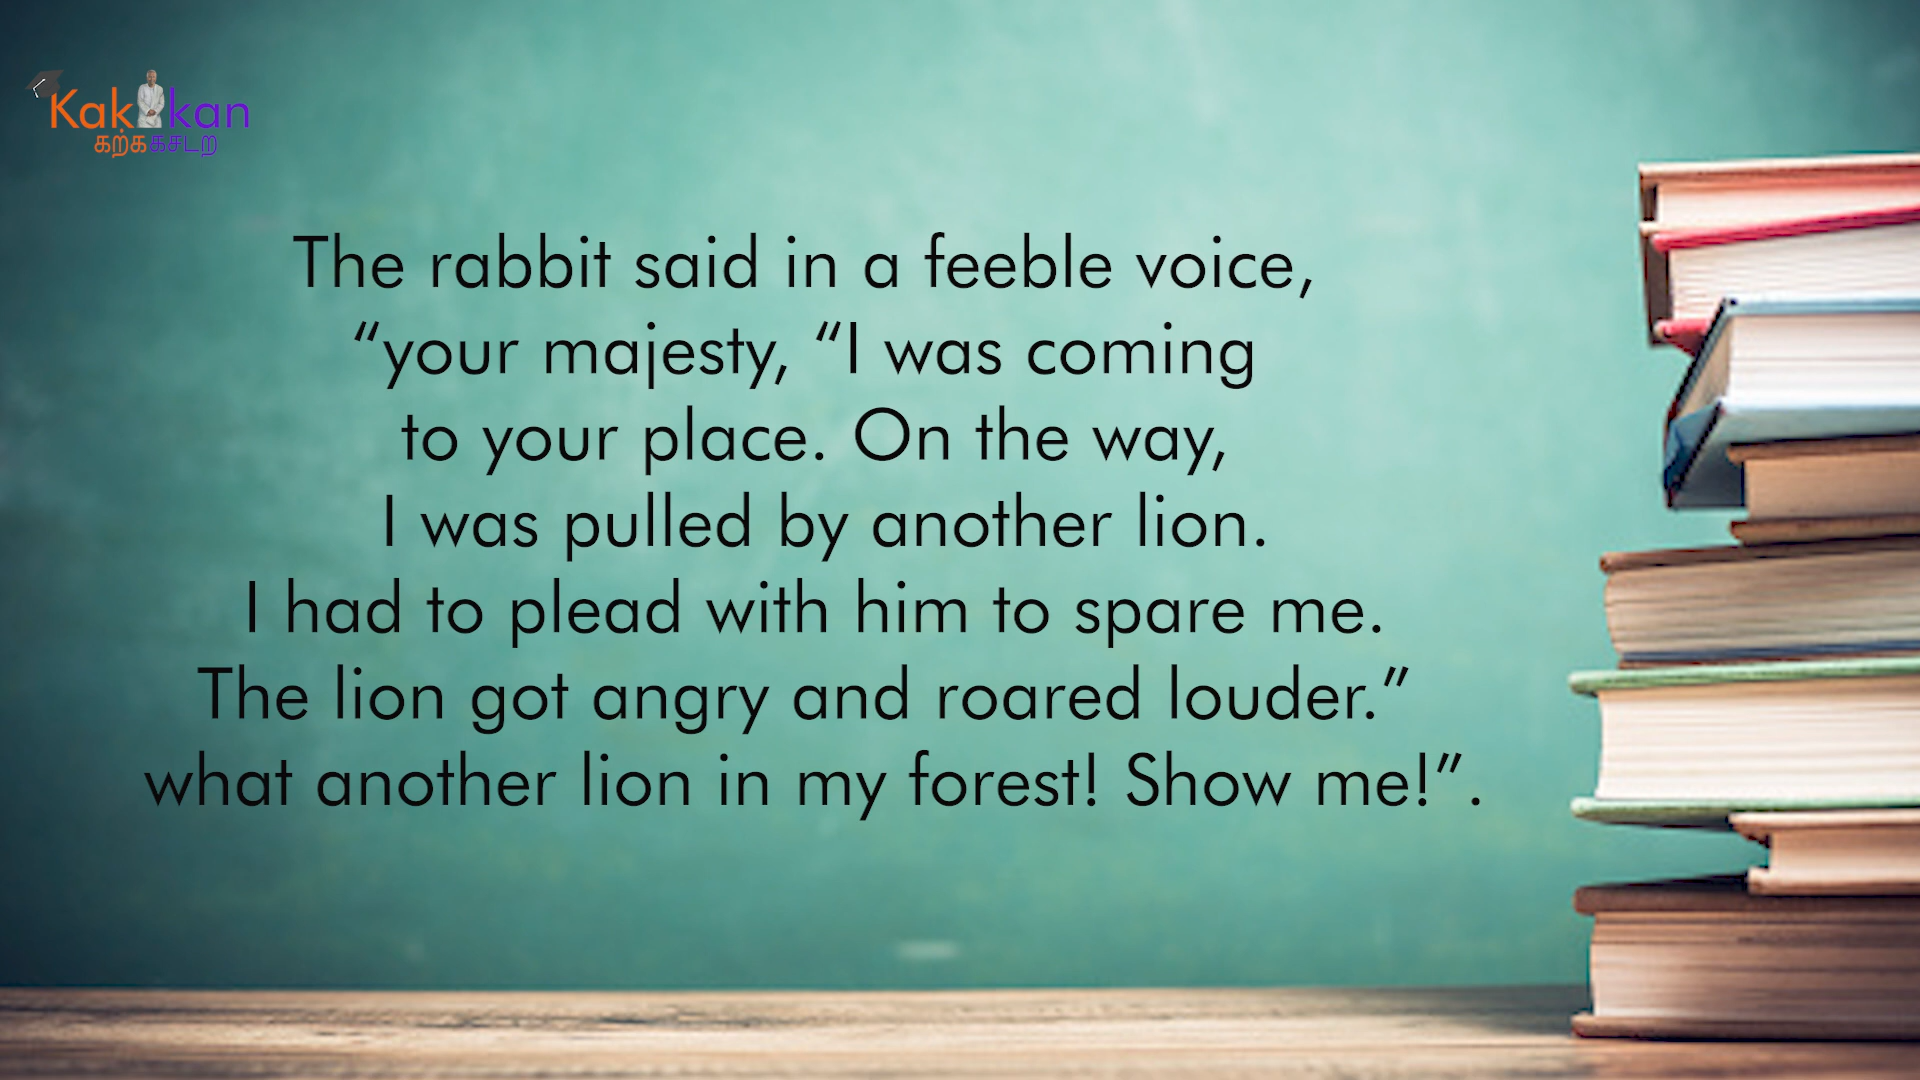 Kak kan
கற்க கசடற
The rabbit said in a feeble voice,
“your majesty, “I was coming
to your place. On the way,
I was pulled by another lion.
I had to plead with him to spare me.
The lion got angry and roared louder.”
what another lion in my forest! Show me!”.